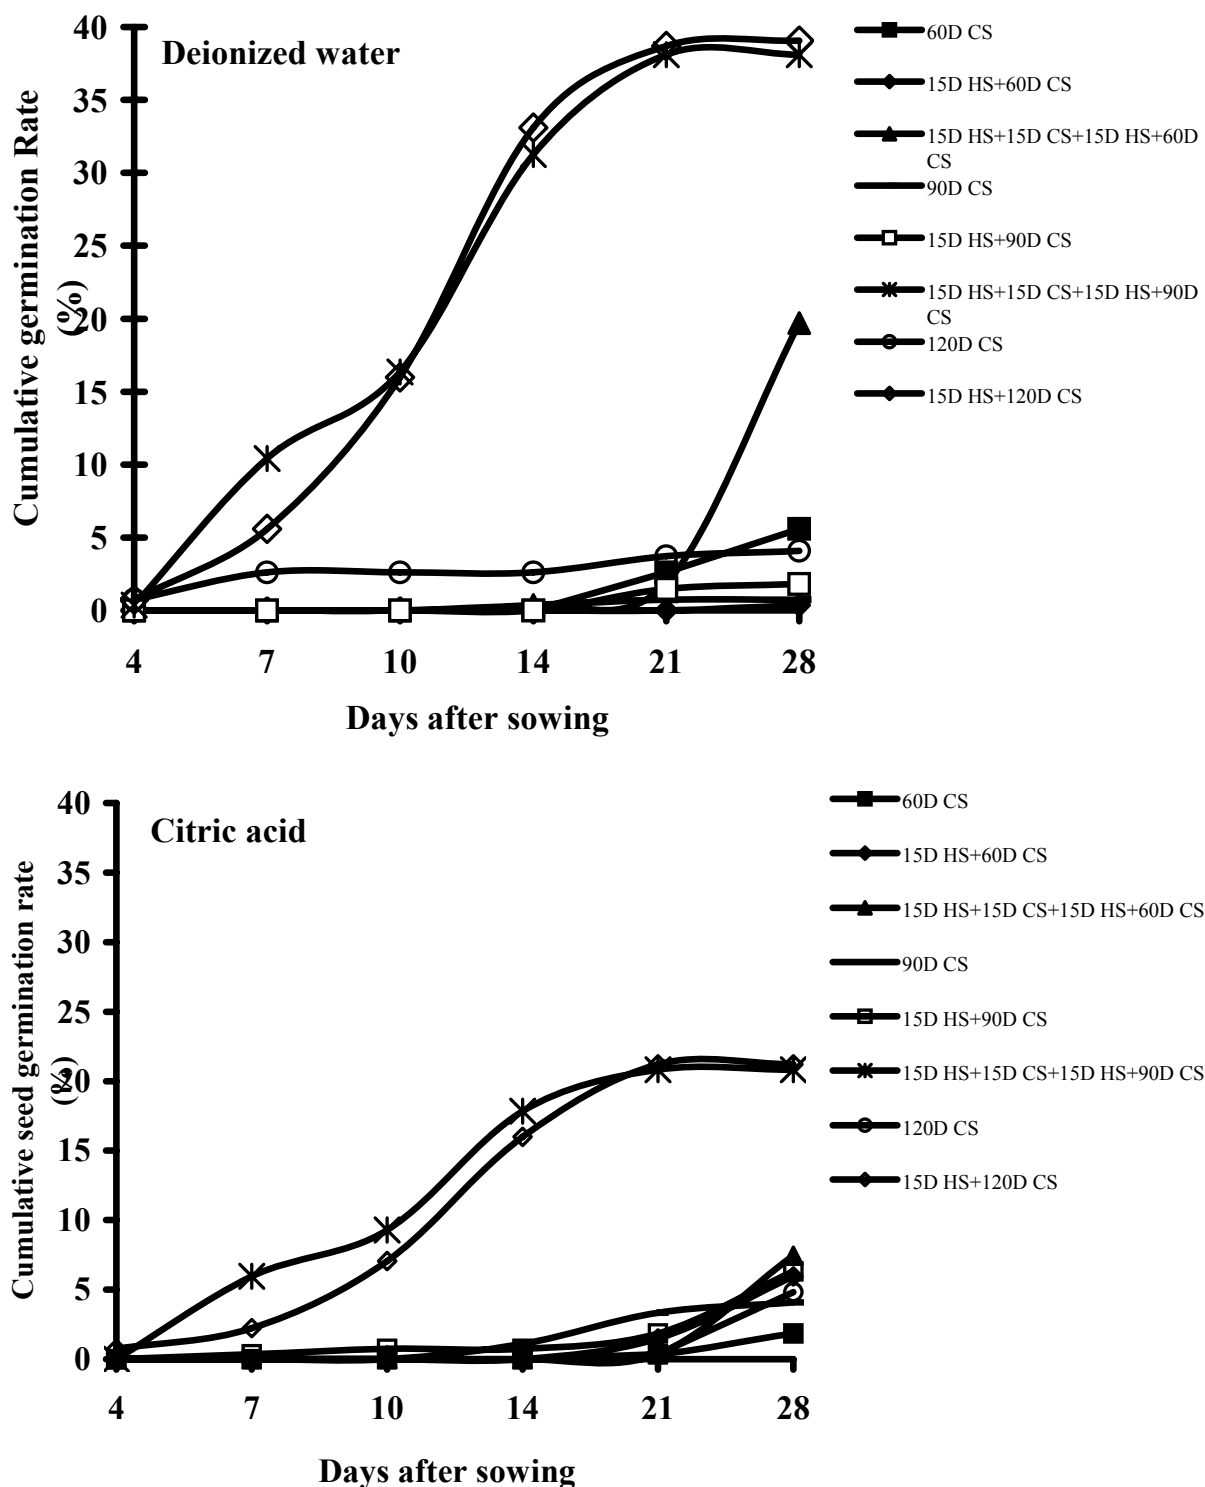 Deionized water
Cumulative germination Rate
(%)
40
35
30
25
20
15
10
5
0
4 7 10 14 21 28
Days after sowing
60D CS
15D HS+60D CS
15D HS+15D CS+15D HS+60D
CS
90D CS
15D HS+90D CS
15D HS+15D CS+15D HS+90D
CS
120D CS
15D HS+120D CS
Citric acid
Cumulative seed germination rate
(%)
40
35
30
25
20
15
10
5
0
4 7 10 14 21 28
Days after sowing
60D CS
15D HS+60D CS
15D HS+15D CS+15D HS+60D CS
90D CS
15D HS+90D CS
15D HS+15D CS+15D HS+90D CS
120D CS
15D HS+120D CS